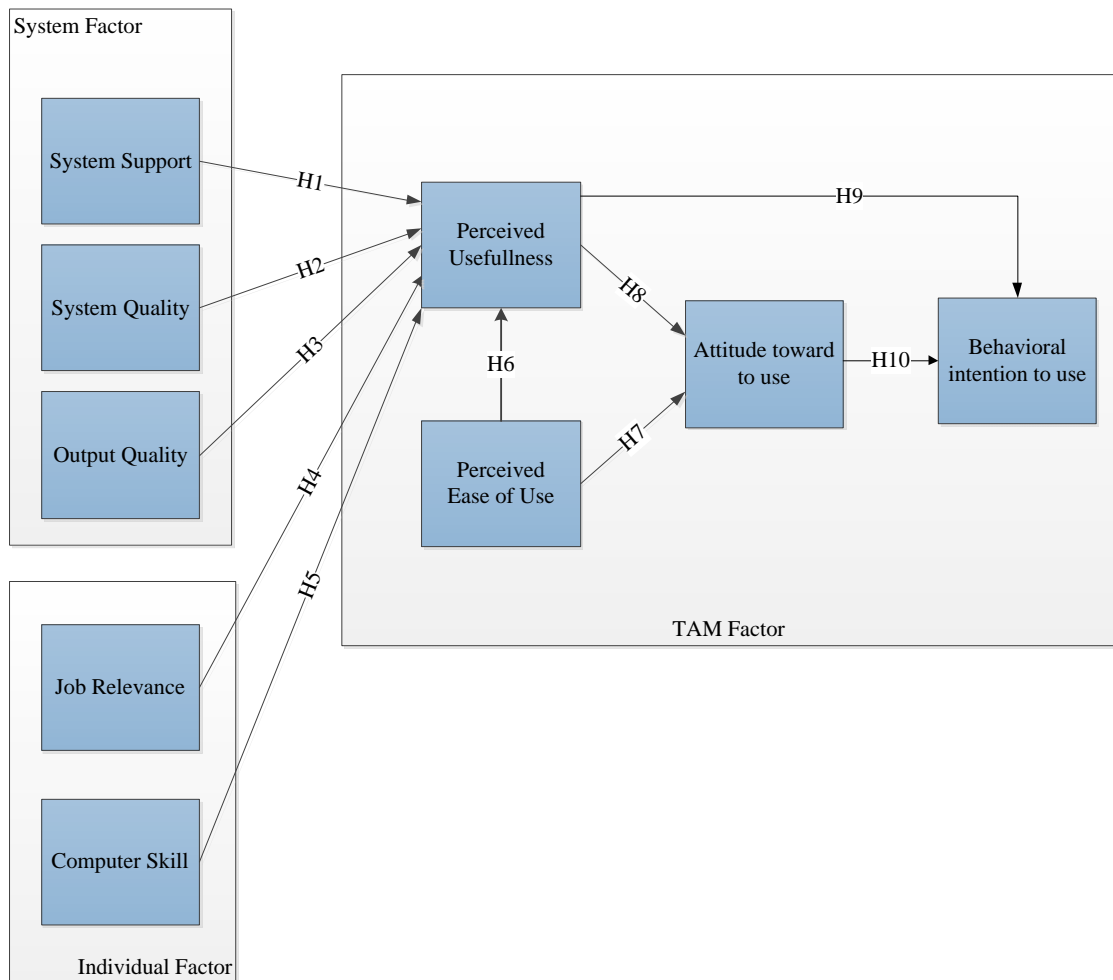 System Factor
System Support
System Quality
Output Quality
H1
H2
H3
H4
H5
Job Relevance
Computer Skill
Individual Factor
Perceived
Usefullness
H6
Perceived
Ease of Use
H9
H8
H7
Attitude toward
to use
H10
Behavioral
intention to use
TAM Factor